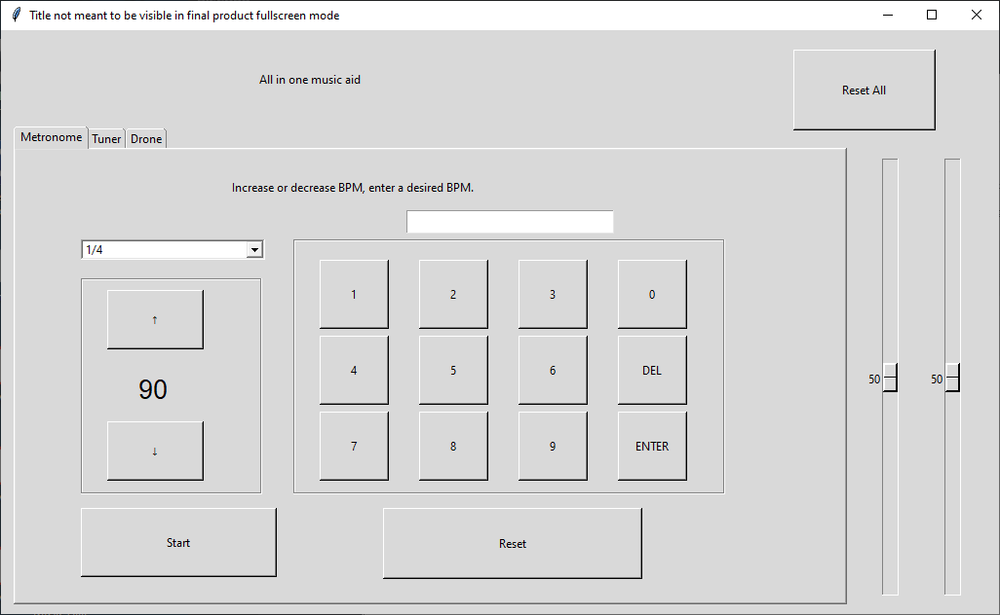 Title not meant to be visible in final product fullscreen mode
All in one music aid
Reset All
Metronome Tuner Drone
Increase or decrease BPM, enter a desired BPM.
1/4
↑
90
↓
1 2 3 0
4 5 6 DEL
7 8 9 ENTER
Start
Reset
50 50